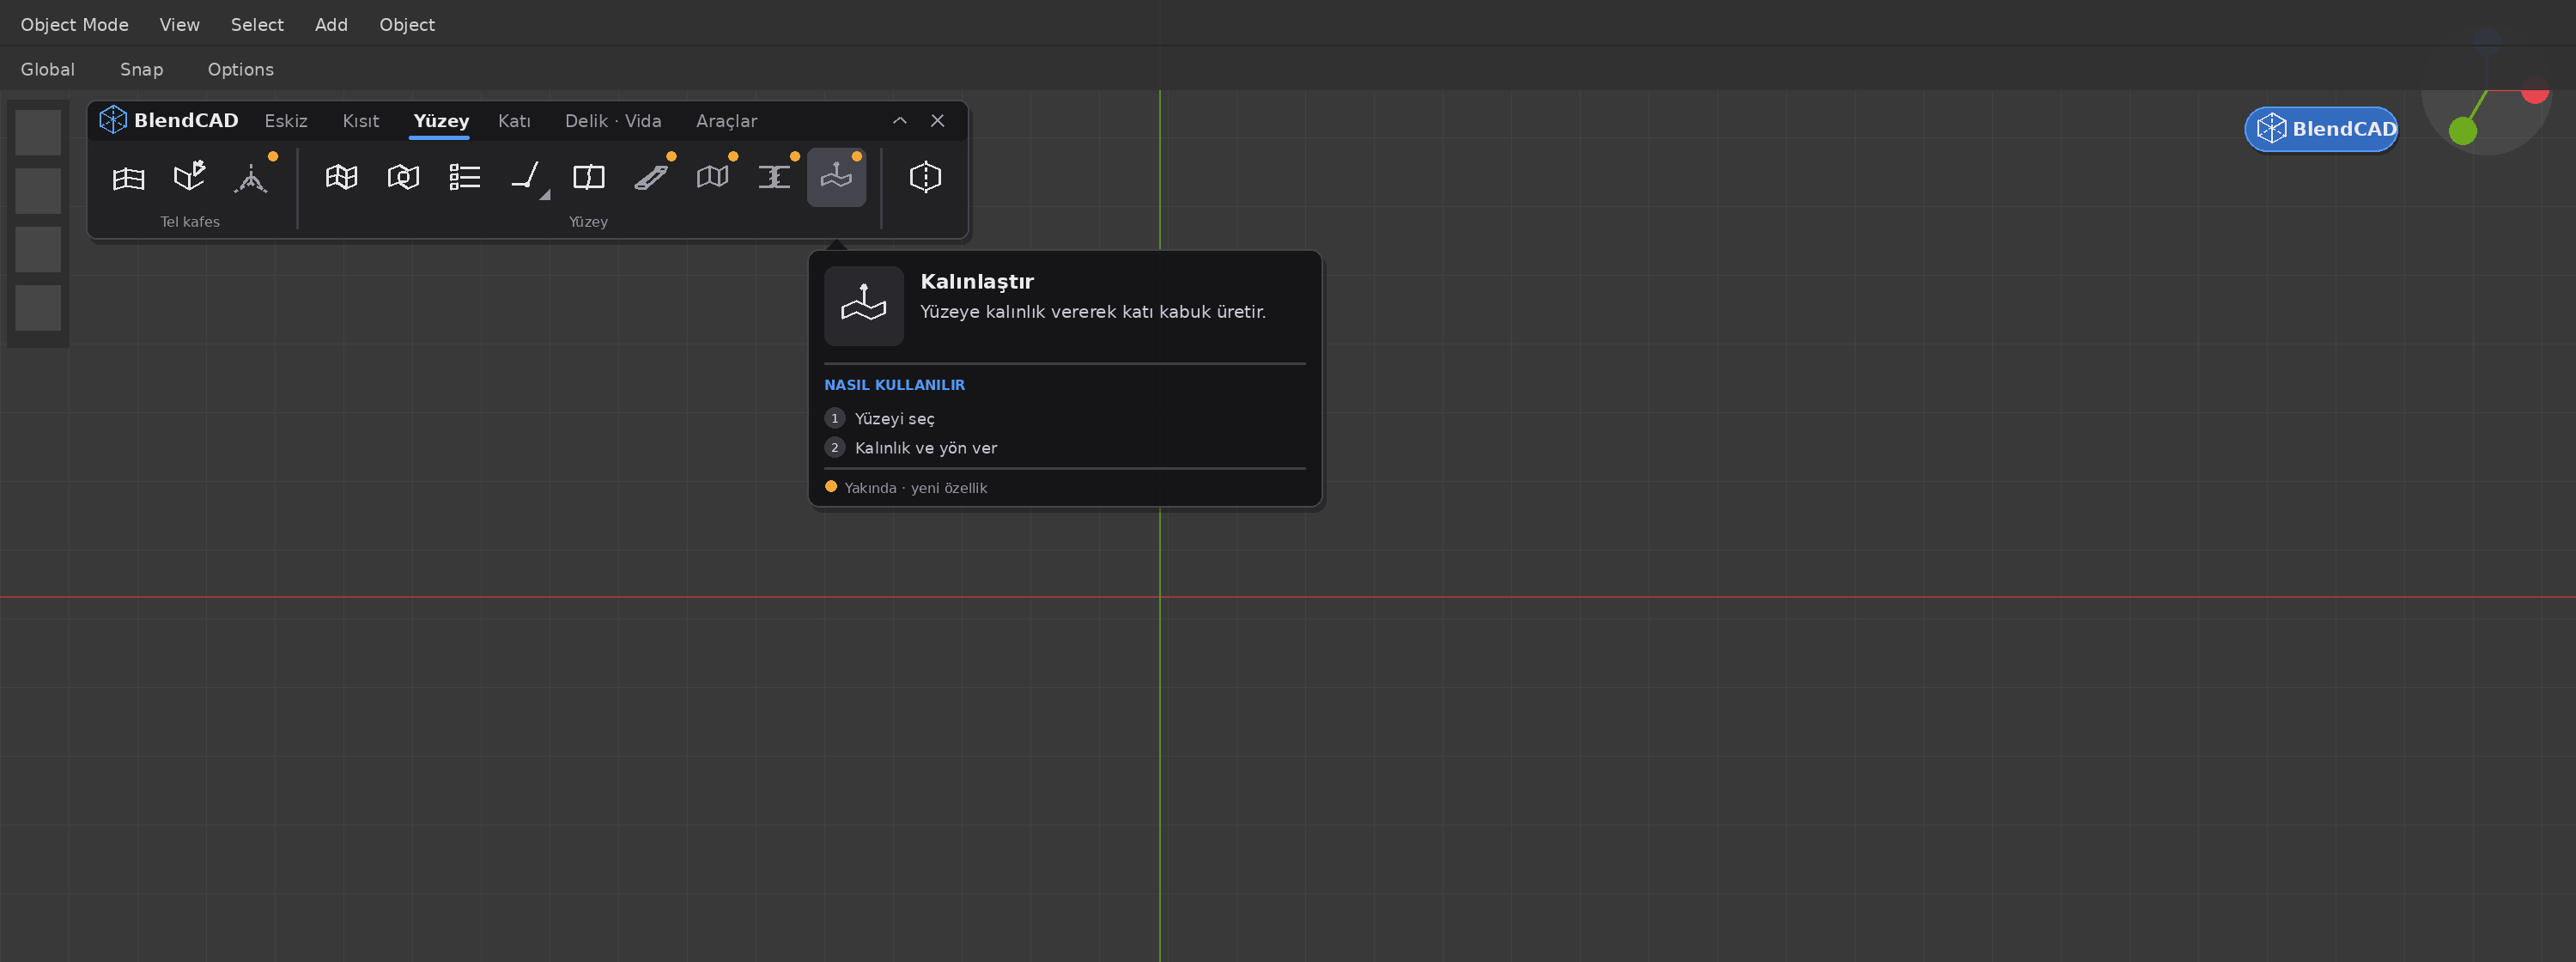 Object Mode View Select Add Object
Global Snap Options
BlendCAD Eskiz Kısıt Yüzey Katı Delik · Vida Araçlar
BlendCAD
Tel kafes Yüzey
Kalınlaştır
Yüzeye kalınlık vererek katı kabuk üretir.
NASIL KULLANILIR
1 Yüzeyi seç
2 Kalınlık ve yön ver
Yakında · yeni özellik